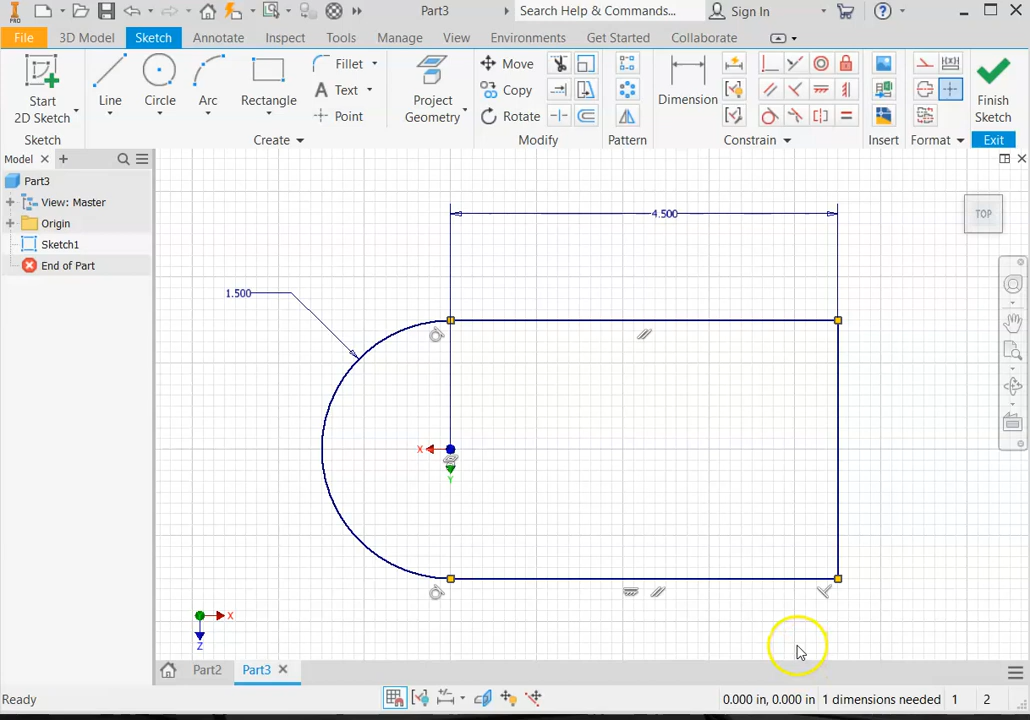 PRO
Part3
Search Help & Commands...
Sign In
File
3D Model
Sketch
Annotate
Inspect
Tools
Manage
View
Environments
Get Started
Collaborate
Start
2D Sketch
Line
Circle
Arc
Rectangle
Fillet
Text
Point
Project
Geometry
Move
Copy
Rotate
Dimension
Finish
Sketch
Sketch
Create
Modify
Pattern
Constrain
Insert
Format
Exit
Model
Part3
View: Master
Origin
Sketch1
End of Part
TOP
4.500
1.500
X
Y
X
Z
Part2
Part3
Ready
0.000 in, 0.000 in
1 dimensions needed
1
2